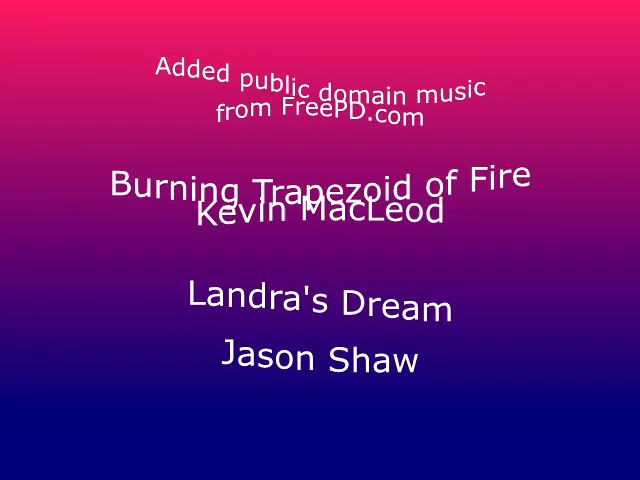 Added public domain music
from FreePD.com
Burning Trapezoid of Fire
Kevin MacLeod
Landra's Dream
Jason Shaw